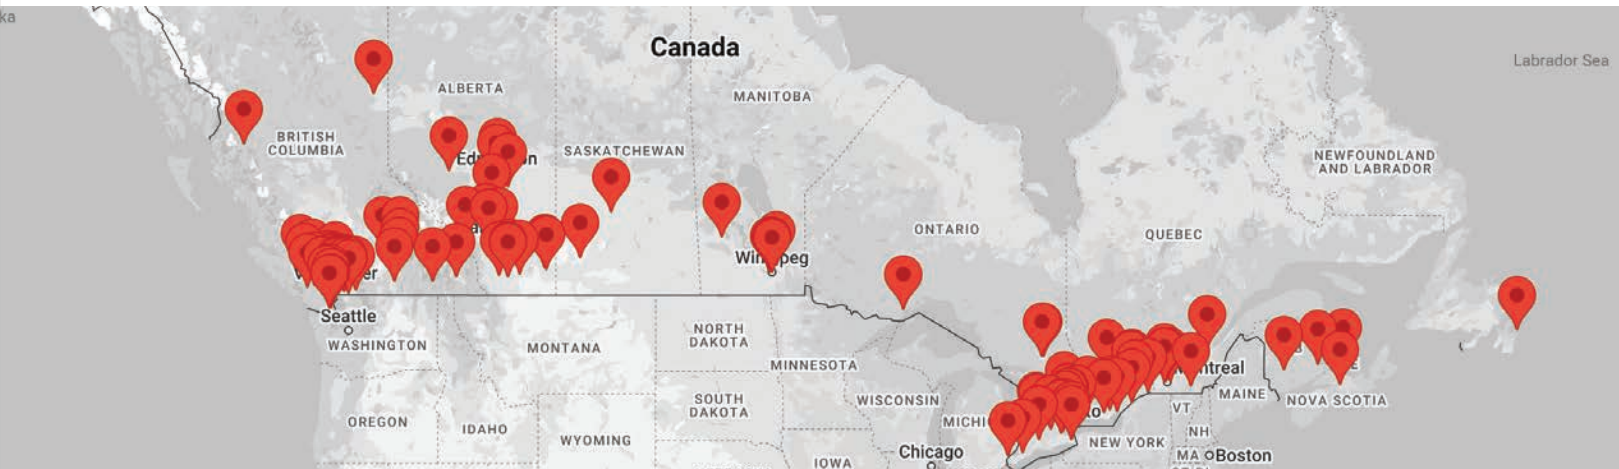 ka
Canada
Labrador Sea
ALBERTA
MANITOBA
BRITISH
COLUMBIA
SASKATCHEWAN
NEWFOUNDLAND
AND LABRADOR
ONTARIO
QUEBEC
Seattle
WASHINGTON
NORTH
DAKOTA
MONTANA
MINNESOTA
MAINE
NOVA SCOTIA
SOUTH
DAKOTA
WISCONSIN
VT
OREGON
IDAHO
NH
WYOMING
NEW YORK
Chicago
MA
Boston
IOWA